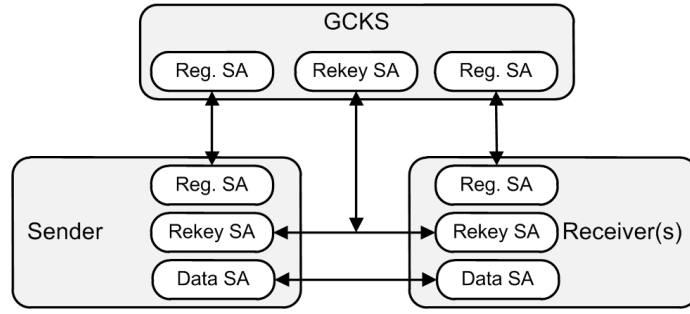 GCKS
Reg. SA
Rekey SA
Reg. SA
Sender
Reg. SA
Rekey SA
Data SA
Reg. SA
Rekey SA
Data SA
Receiver(s)